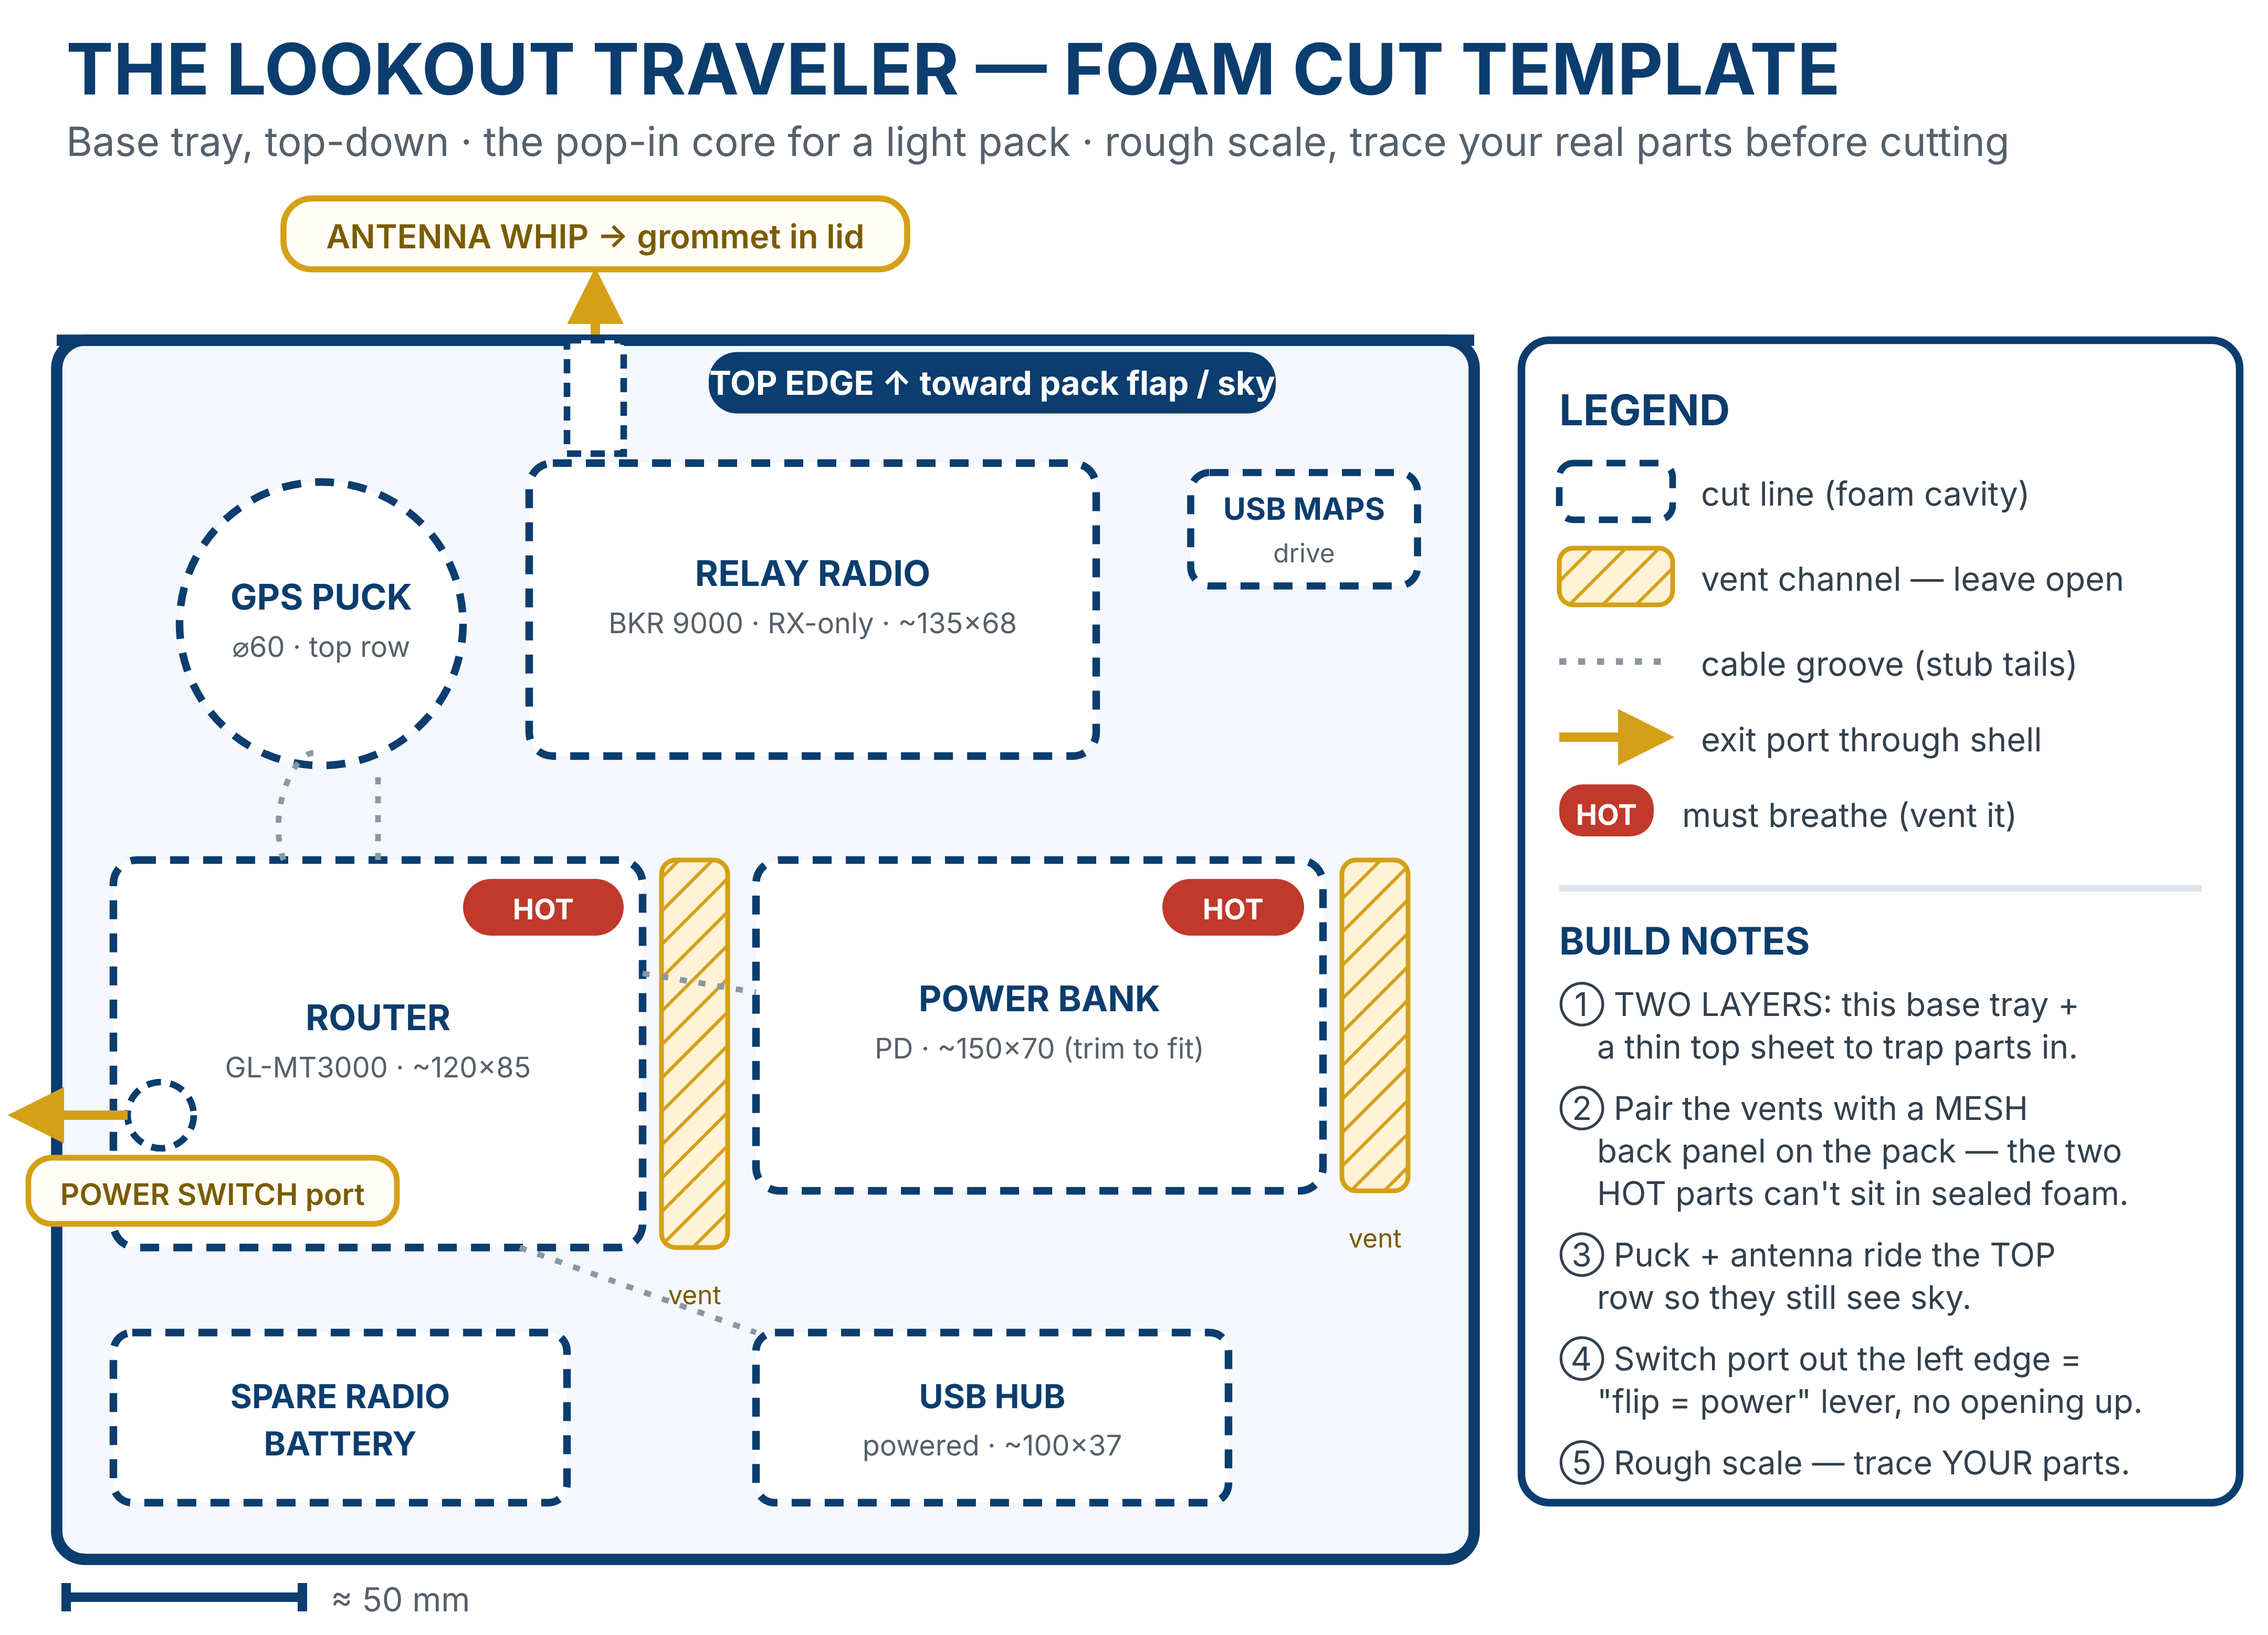 THE LOOKOUT TRAVELER — FOAM CUT TEMPLATE
Base tray, top-down · the pop-in core for a light pack · rough scale, trace your real parts before cutting
ANTENNA WHIP → grommet in lid
TOP EDGE ↑ toward pack flap / sky
GPS PUCK
⌀60 · top row
RELAY RADIO
BKR 9000 · RX-only · ~135×68
USB MAPS
drive
HOT
ROUTER
GL-MT3000 · ~120×85
POWER SWITCH port
vent
HOT
POWER BANK
PD · ~150×70 (trim to fit)
vent
SPARE RADIO
BATTERY
USB HUB
powered · ~100×37
≈ 50 mm
LEGEND
cut line (foam cavity)
vent channel — leave open
cable groove (stub tails)
exit port through shell
HOT must breathe (vent it)
BUILD NOTES
① TWO LAYERS: this base tray +
a thin top sheet to trap parts in.
② Pair the vents with a MESH
back panel on the pack — the two
HOT parts can't sit in sealed foam.
③ Puck + antenna ride the TOP
row so they still see sky.
④ Switch port out the left edge =
"flip = power" lever, no opening up.
⑤ Rough scale — trace YOUR parts.